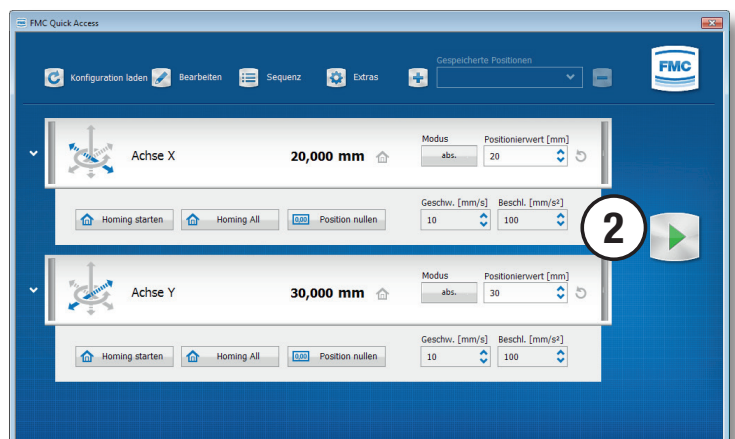 FMC FMC Quick Access
Gespeicherte Positionen
Konfiguration laden Bearbeiten Sequenz Extras
FMC
Modus Positionierwert [mm]
Achse X 20,000 mm abs. 20
Geschw. [mm/s] Beschl. [mm/s²]
Homing starten Homing All 0,00 Position nullen 10 100
2
Modus Positionierwert [mm]
Achse Y 30,000 mm abs. 30
Geschw. [mm/s] Beschl. [mm/s²]
Homing starten Homing All 0,00 Position nullen 10 100